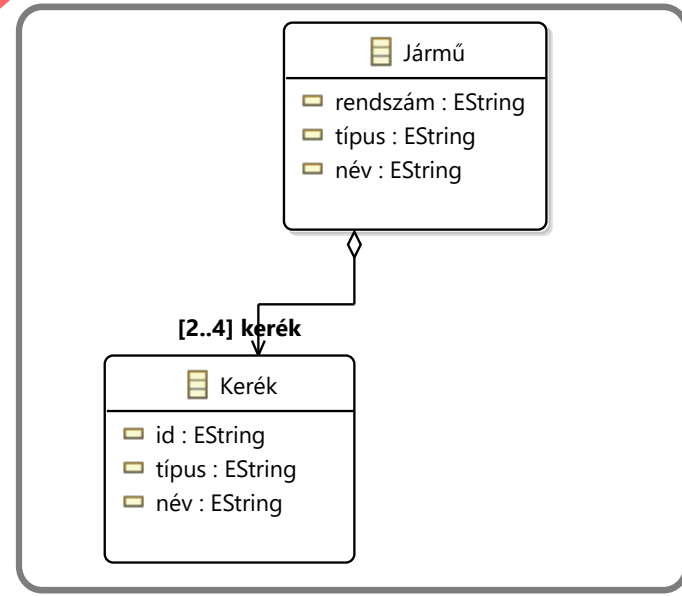 Jármű
rendszám : EString
típus : EString
név : EString
[2..4] kerék
Kerék
id : EString
típus : EString
név : EString